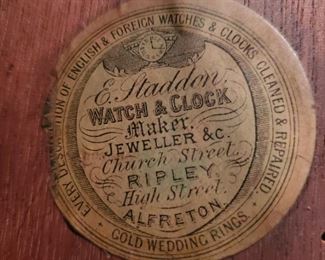 EVERY DESCRIPTION OF ENGLISH & FOREIGN WATCHES & CLOCKS CLEANED & REPAIRED.
E. Staddon,
WATCH & CLOCK
Maker,
JEWELLER &C.
Church Street,
RIPLEY,
High Street,
ALFRETON.
GOLD WEDDING RINGS.